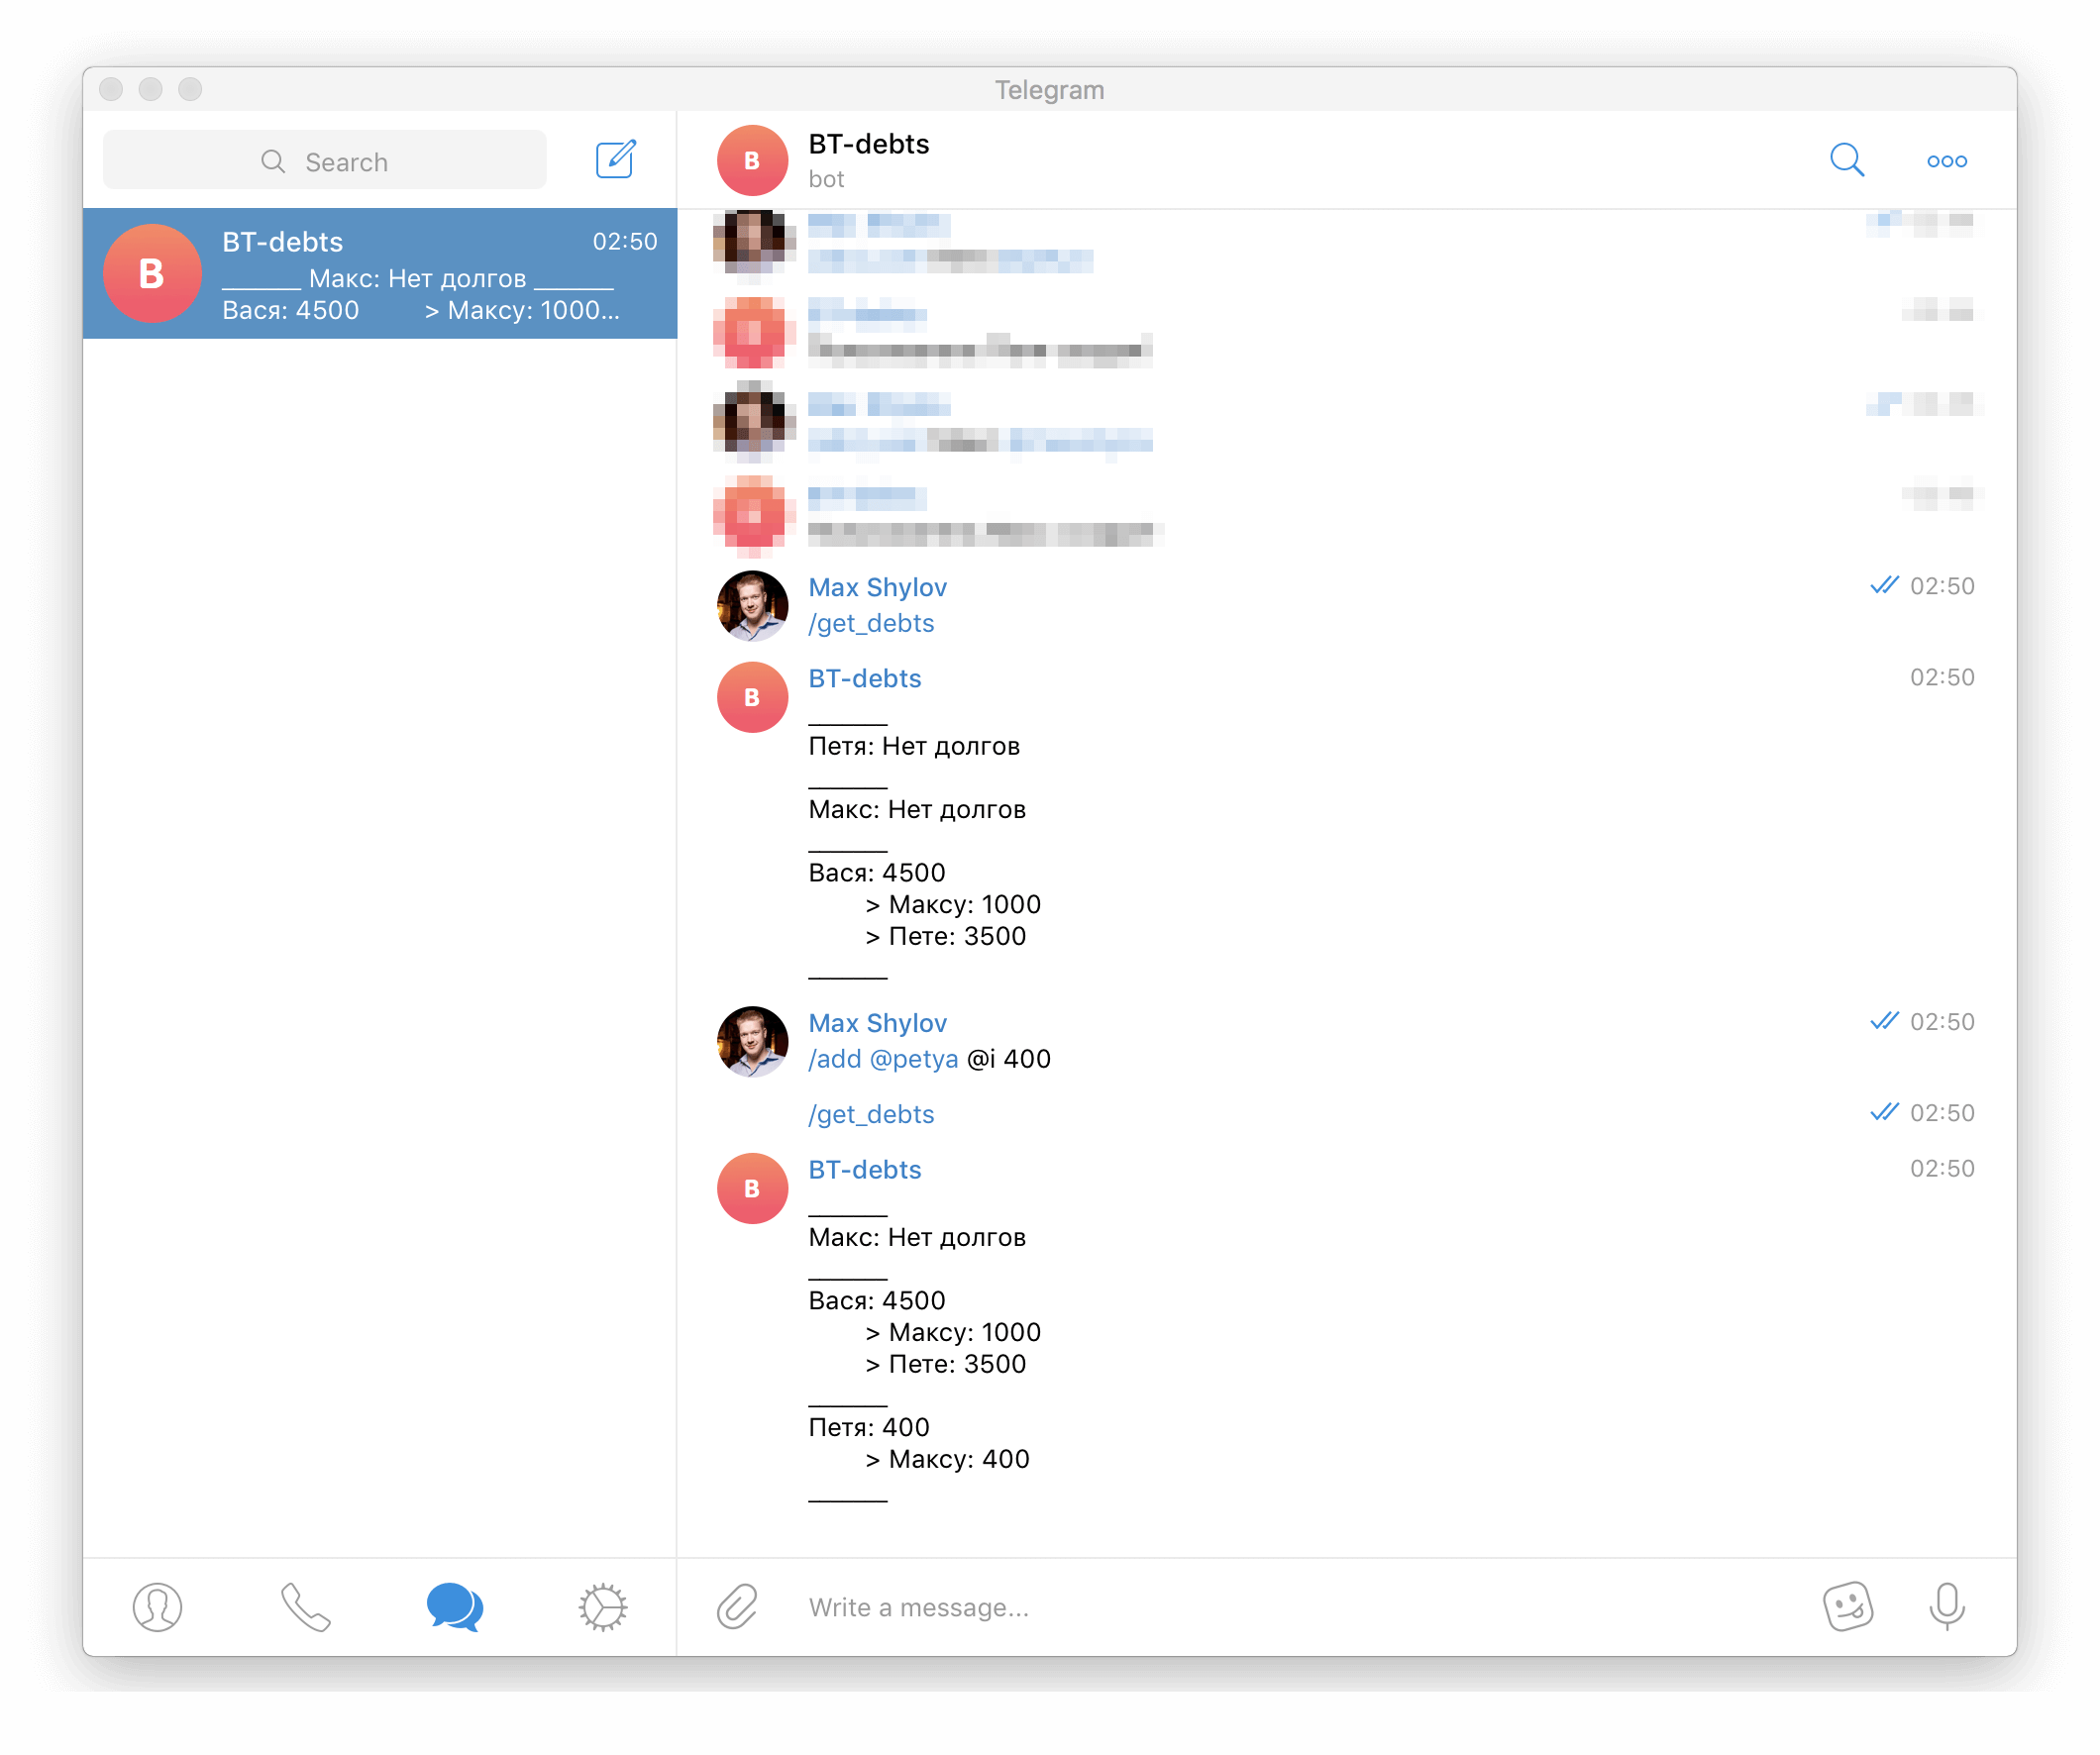 Telegram
Search
B
BT-debts
02:50
______ Макс: Нет долгов ______
Вася: 4500 > Максу: 1000...
B
BT-debts
bot
Max Shylov
02:50
/get_debts
B
BT-debts
02:50
______
Петя: Нет долгов
______
Макс: Нет долгов
______
Вася: 4500
> Максу: 1000
> Пете: 3500
______
Max Shylov
02:50
/add @petya @i 400
/get_debts
02:50
B
BT-debts
02:50
______
Макс: Нет долгов
______
Вася: 4500
> Максу: 1000
> Пете: 3500
______
Петя: 400
> Максу: 400
______
Write a message...